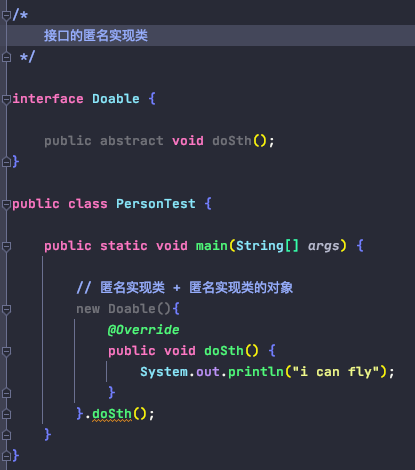 /*
    接口的匿名实现类
 */
interface Doable {
    public abstract void doSth();
}
public class PersonTest {
    public static void main(String[] args) {
        // 匿名实现类 + 匿名实现类的对象
        new Doable(){
            @Override
            public void doSth() {
                System.out.println("i can fly");
            }
        }.doSth();
    }
}